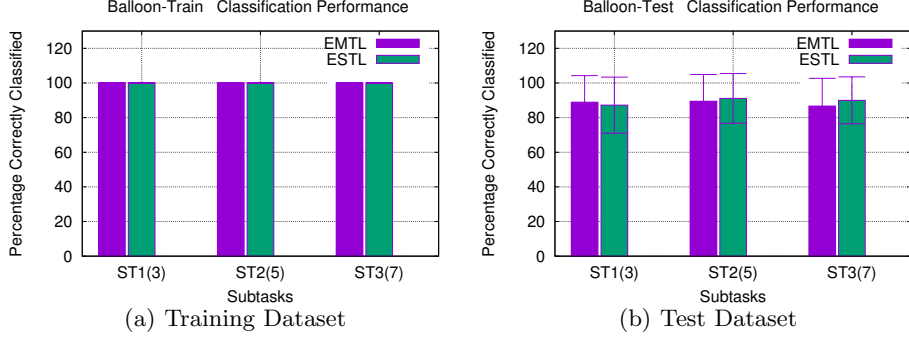 Balloon-Train Classification Performance
EMTL
ESTL
Percentage Correctly Classified
120
100
80
60
40
20
0
ST1(3) ST2(5) ST3(7)
Subtasks
(a) Training Dataset
Balloon-Test Classification Performance
EMTL
ESTL
Percentage Correctly Classified
120
100
80
60
40
20
0
ST1(3) ST2(5) ST3(7)
Subtasks
(b) Test Dataset